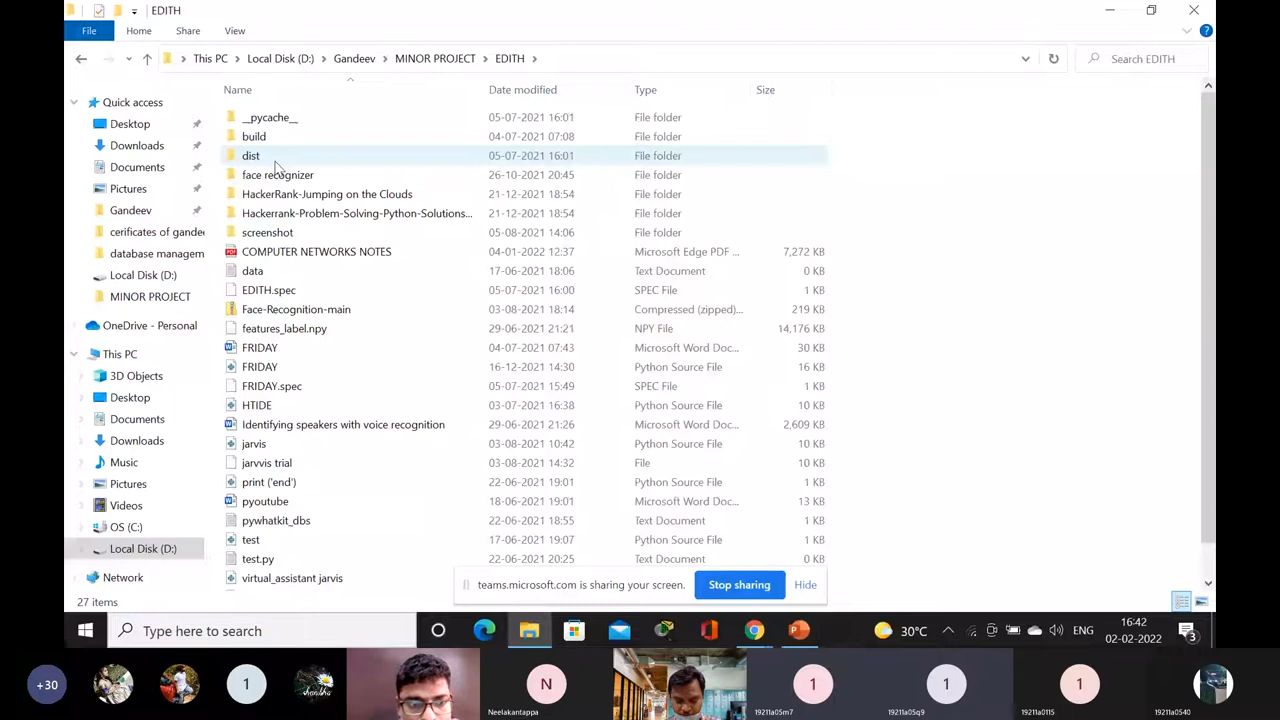 EDITH
File Home Share View
This PC Local Disk (D:) Gandeev MINOR PROJECT EDITH Search EDITH
Name Date modified Type Size
Quick access
Desktop
Downloads
Documents
Pictures
Gandeev
cerificates of gandee
database managem
Local Disk (D:)
MINOR PROJECT
OneDrive - Personal
This PC
3D Objects
Desktop
Documents
Downloads
Music
Pictures
Videos
OS (C:)
Local Disk (D:)
Network
__pycache__ 05-07-2021 16:01 File folder
build 04-07-2021 07:08 File folder
dist 05-07-2021 16:01 File folder
face recognizer 26-10-2021 20:45 File folder
HackerRank-Jumping on the Clouds 21-12-2021 18:54 File folder
Hackerrank-Problem-Solving-Python-Solutions... 21-12-2021 18:54 File folder
screenshot 05-08-2021 14:06 File folder
COMPUTER NETWORKS NOTES 04-01-2022 12:37 Microsoft Edge PDF ... 7,272 KB
data 17-06-2021 18:06 Text Document 0 KB
EDITH.spec 05-07-2021 16:00 SPEC File 1 KB
Face-Recognition-main 03-08-2021 18:14 Compressed (zipped)... 219 KB
features_label.npy 29-06-2021 21:21 NPY File 14,176 KB
FRIDAY 04-07-2021 07:43 Microsoft Word Doc... 30 KB
FRIDAY 16-12-2021 14:30 Python Source File 16 KB
FRIDAY.spec 05-07-2021 15:49 SPEC File 1 KB
HTIDE 03-07-2021 16:38 Python Source File 10 KB
Identifying speakers with voice recognition 29-06-2021 21:26 Microsoft Word Doc... 2,609 KB
jarvis 03-08-2021 10:42 Python Source File 10 KB
jarvvis trial 03-08-2021 14:32 File 10 KB
print ('end') 22-06-2021 19:01 Python Source File 1 KB
pyoutube 18-06-2021 19:01 Microsoft Word Doc... 13 KB
pywhatkit_dbs 22-06-2021 18:55 Text Document 1 KB
test 17-06-2021 19:07 Python Source File 1 KB
test.py 22-06-2021 20:25 Text Document 0 KB
virtual_assistant jarvis
teams.microsoft.com is sharing your screen. Stop sharing Hide
27 items
Type here to search 30°C ENG 16:42
02-02-2022 3
+30 1 shandhu N 1 1 1
Neelakantappa 19211a05m7 19211a05q9 19211a0115 19211a0540